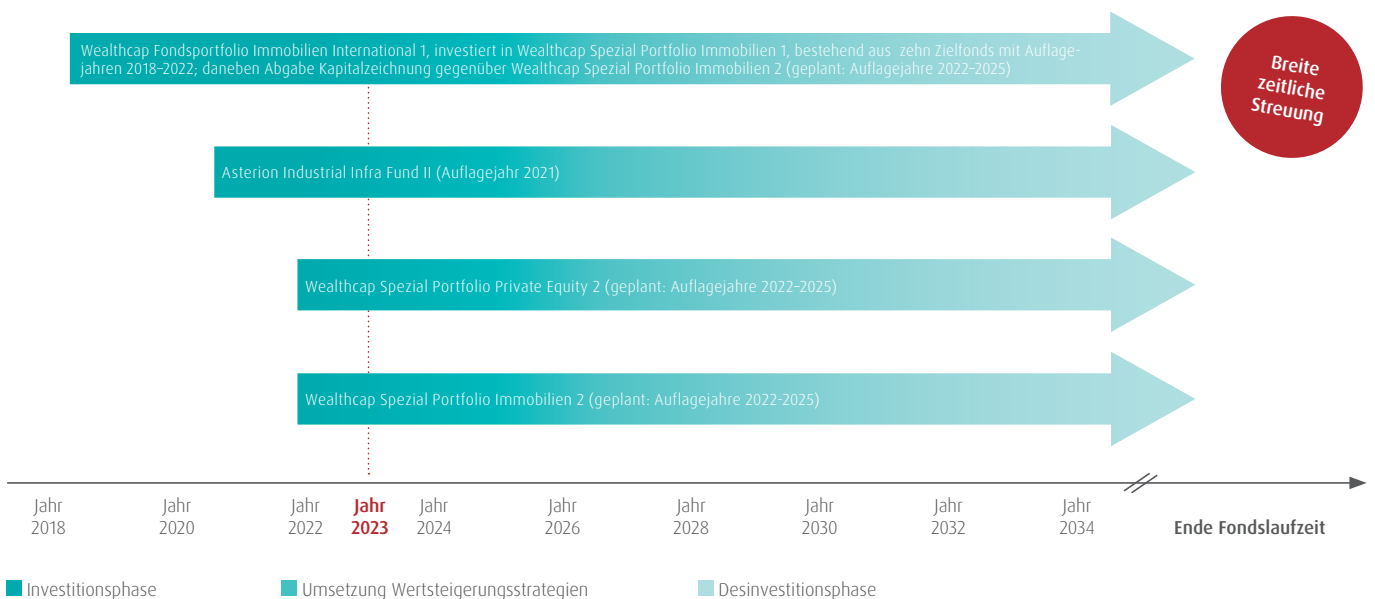 Wealthcap Fondsportfolio Immobilien International 1, investiert in Wealthcap Spezial Portfolio Immobilien 1, bestehend aus zehn Zielfonds mit Auflage-
jahren 2018–2022; daneben Abgabe Kapitalzeichnung gegenüber Wealthcap Spezial Portfolio Immobilien 2 (geplant: Auflagejahre 2022–2025)
Breite
zeitliche
Streuung
Asterion Industrial Infra Fund II (Auflagejahr 2021)
Wealthcap Spezial Portfolio Private Equity 2 (geplant: Auflagejahre 2022–2025)
Wealthcap Spezial Portfolio Immobilien 2 (geplant: Auflagejahre 2022-2025)
Jahr
2018
Jahr
2020
Jahr
2022
Jahr
2023
Jahr
2024
Jahr
2026
Jahr
2028
Jahr
2030
Jahr
2032
Jahr
2034
Ende Fondslaufzeit
Investitionsphase
Umsetzung Wertsteigerungsstrategien
Desinvestitionsphase